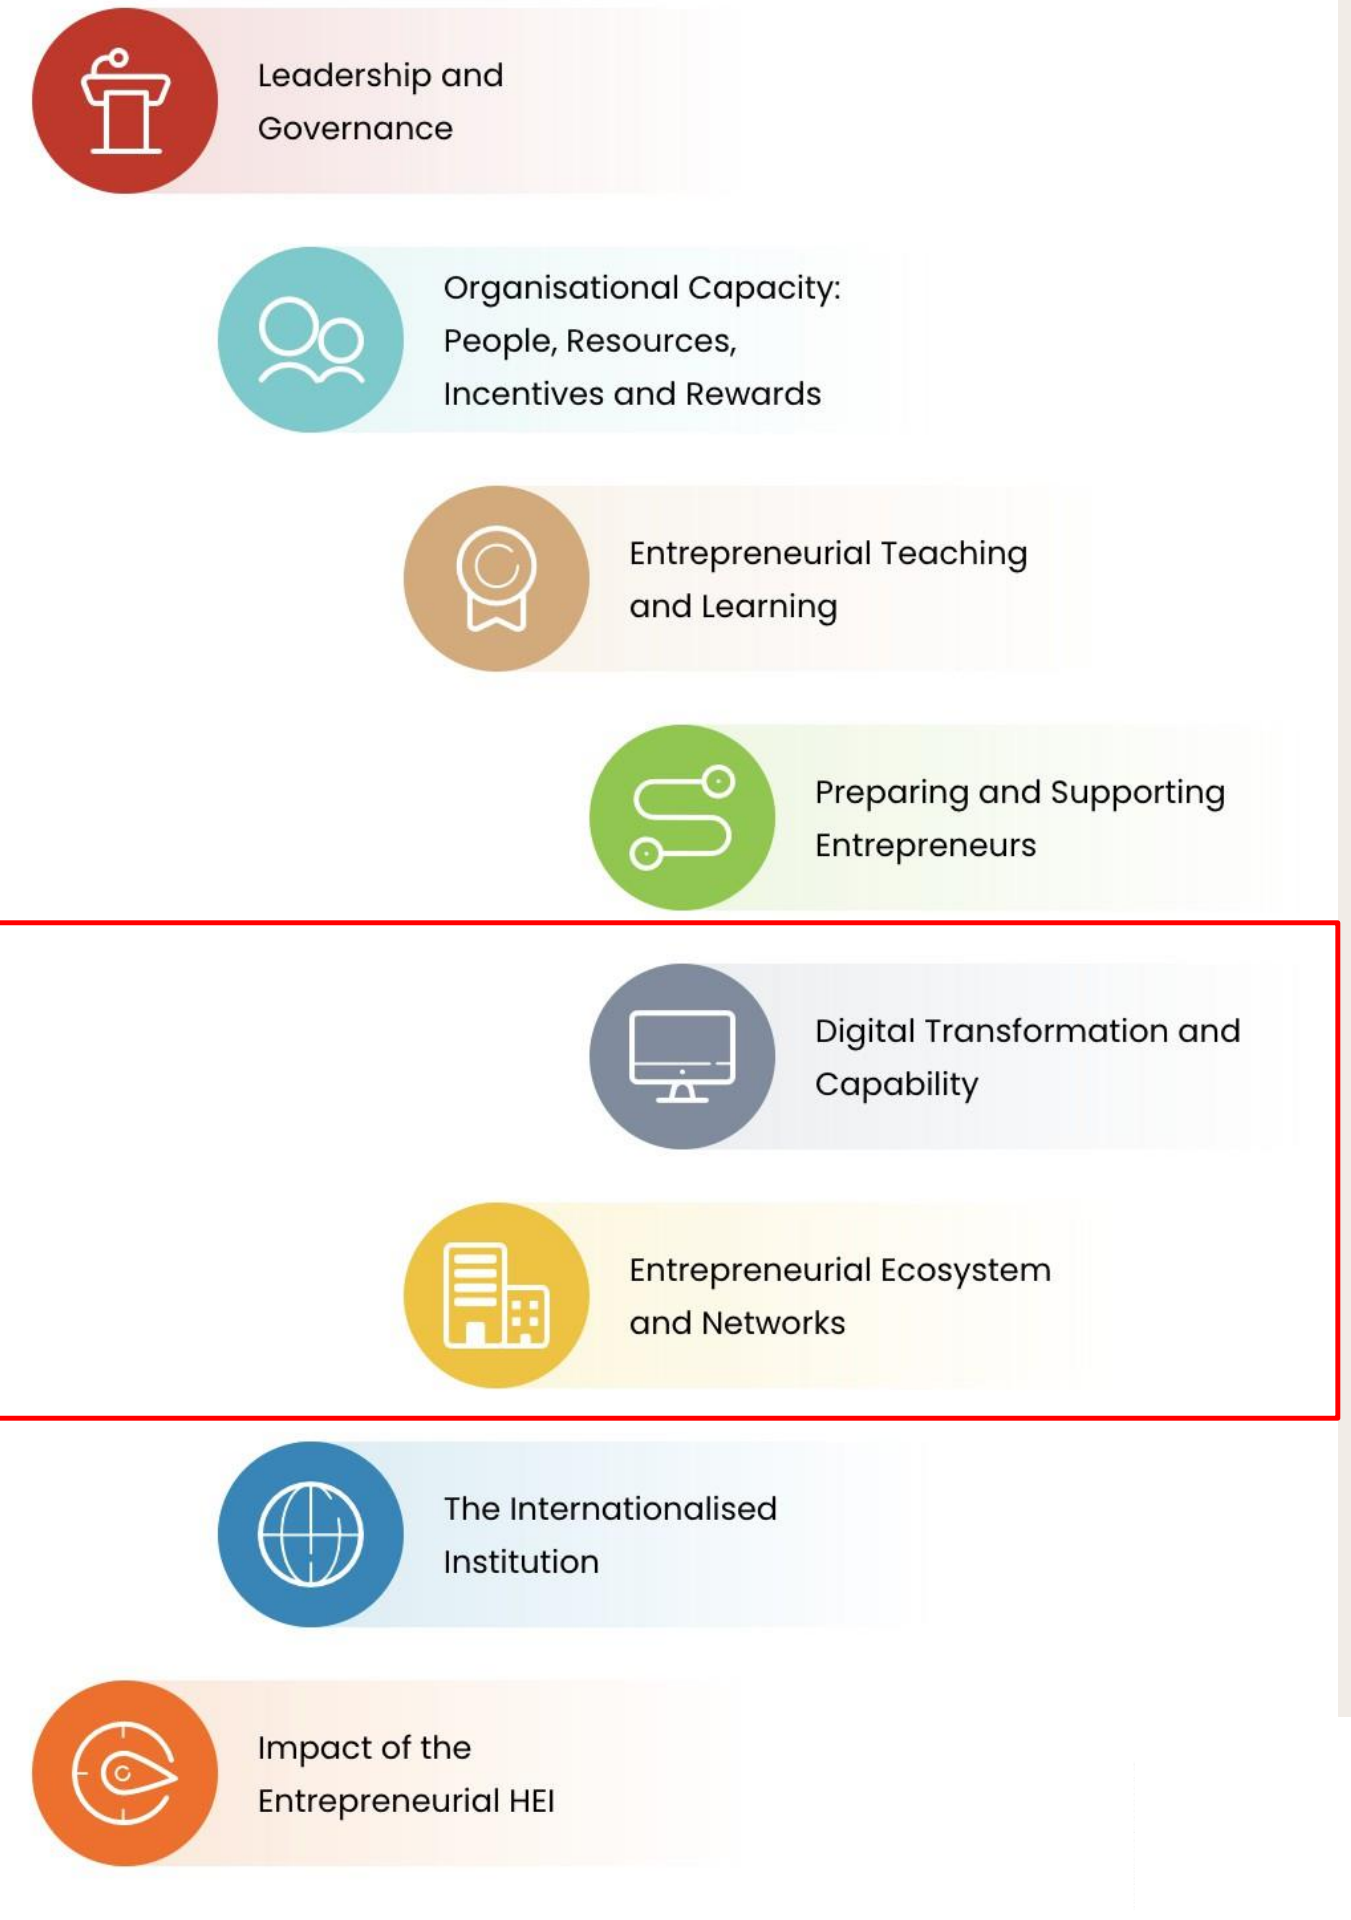 Leadership and
Governance
Organisational Capacity:
People, Resources,
Incentives and Rewards
Entrepreneurial Teaching
and Learning
Preparing and Supporting
Entrepreneurs
Digital Transformation and
Capability
Entrepreneurial Ecosystem
and Networks
The Internationalised
Institution
Impact of the
Entrepreneurial HEI